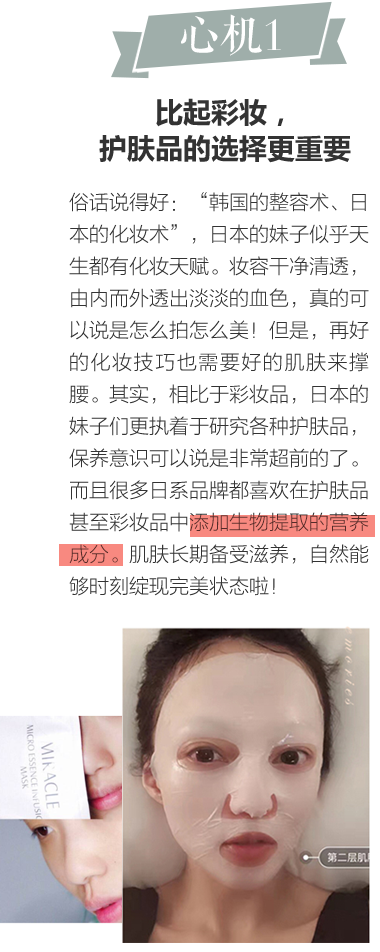 心机1
比起彩妆，
护肤品的选择更重要
俗话说得好：“韩国的整容术、日
本的化妆术”，日本的妹子似乎天
生都有化妆天赋。妆容干净清透，
由内而外透出淡淡的血色，真的可
以说是怎么拍怎么美！但是，再好
的化妆技巧也需要好的肌肤来撑
腰。其实，相比于彩妆品，日本的
妹子们更执着于研究各种护肤品，
保养意识可以说是非常超前的了。
而且很多日系品牌都喜欢在护肤品
甚至彩妆品中添加生物提取的营养
成分。肌肤长期备受滋养，自然能
够时刻绽现完美状态啦！
MIKACLE
MICRO ESSENCE INFUSION
MASK
第二层肌